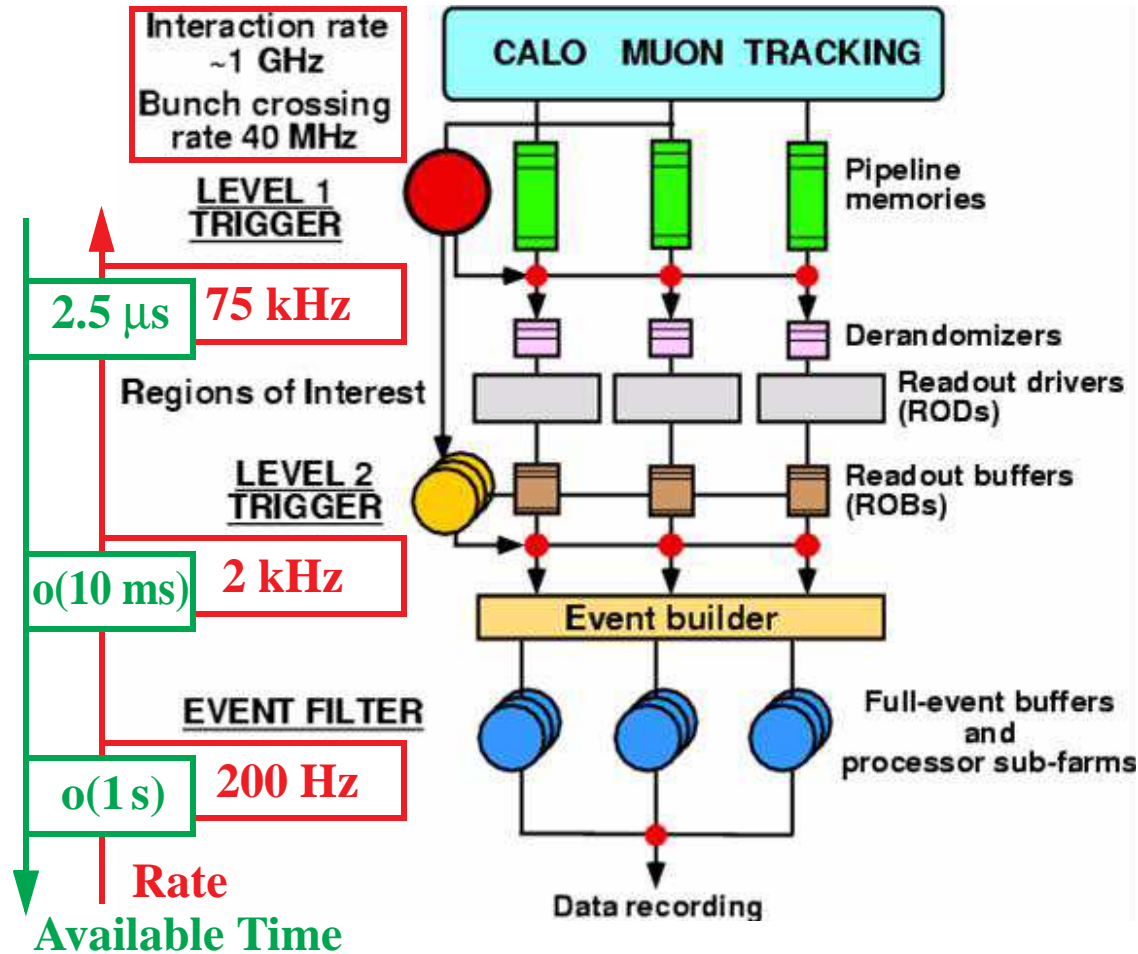 Interaction rate
~1 GHz
Bunch crossing
rate 40 MHz
CALO MUON TRACKING
LEVEL 1
TRIGGER
Pipeline
memories
2.5 μs
75 kHz
Derandomizers
Regions of Interest
Readout drivers
(RODs)
LEVEL 2
TRIGGER
Readout buffers
(ROBs)
o(10 ms)
2 kHz
Event builder
EVENT FILTER
Full-event buffers
and
processor sub-farms
o(1 s)
200 Hz
Rate
Available Time
Data recording